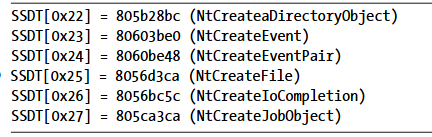 SSDT[0x22] = 805b28bc (NtCreateaDirectoryObject)
SSDT[0x23] = 80603be0 (NtCreateEvent)
SSDT[0x24] = 8060be48 (NtCreateEventPair)
SSDT[0x25] = 8056d3ca (NtCreateFile)
SSDT[0x26] = 8056bc5c (NtCreateIoCompletion)
SSDT[0x27] = 805ca3ca (NtCreateJobObject)